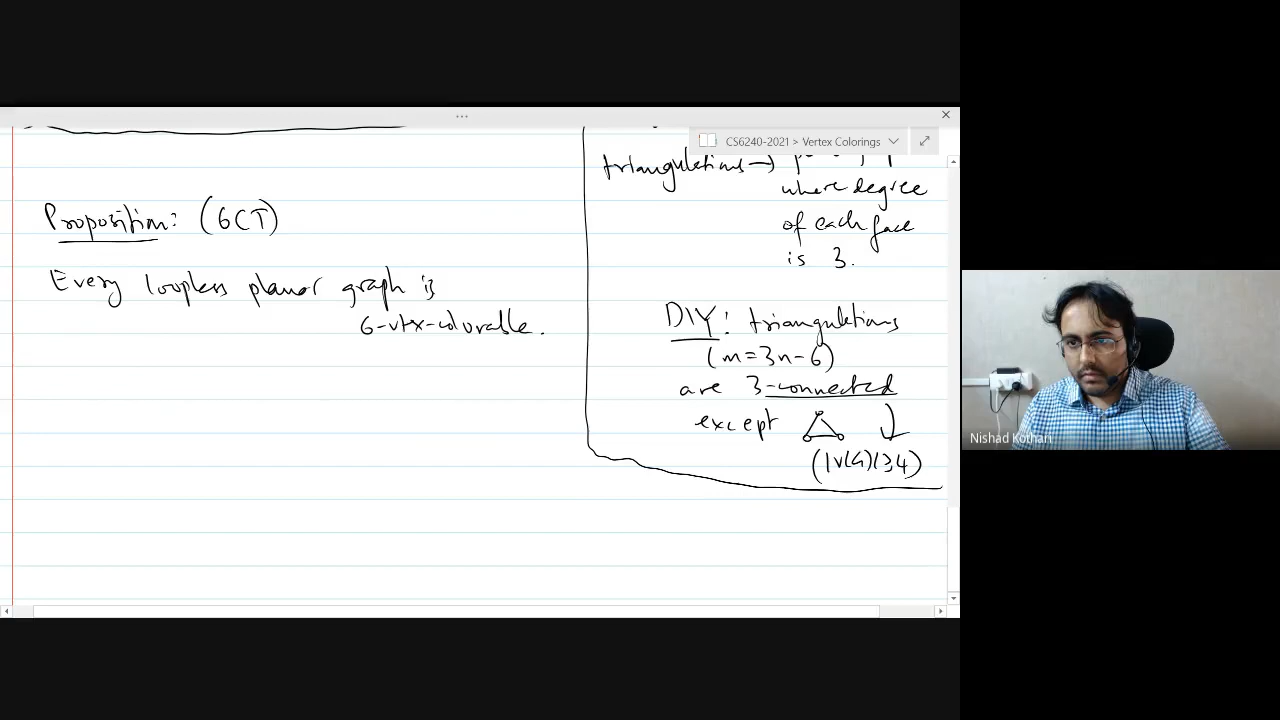 CS6240-2021 > Vertex Colorings
triangulations →
where degree
of each face
is 3.
Proposition: (6CT)
Every loopless planar graph is
6-vtx-colorable.
DIY: triangulations
(m=3n-6)
are 3-connected
except
(|V(G)|≥4)
Nishad Kothari